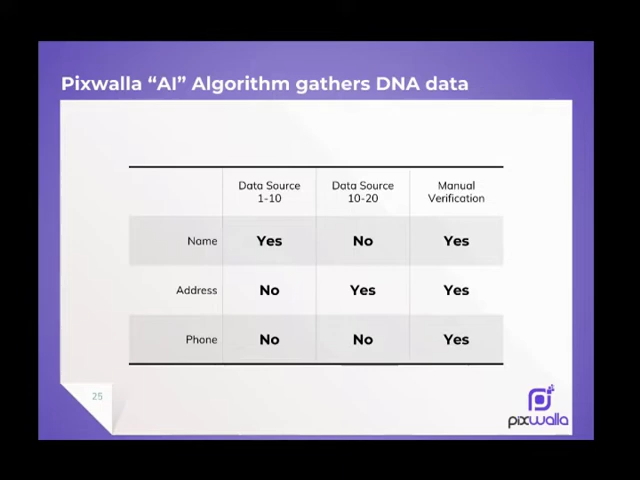 Pixwalla “AI” Algorithm gathers DNA data
Data Source 1-10 Data Source 10-20 Manual Verification
Name Yes No Yes
Address No Yes Yes
Phone No No Yes
25
pixwalla